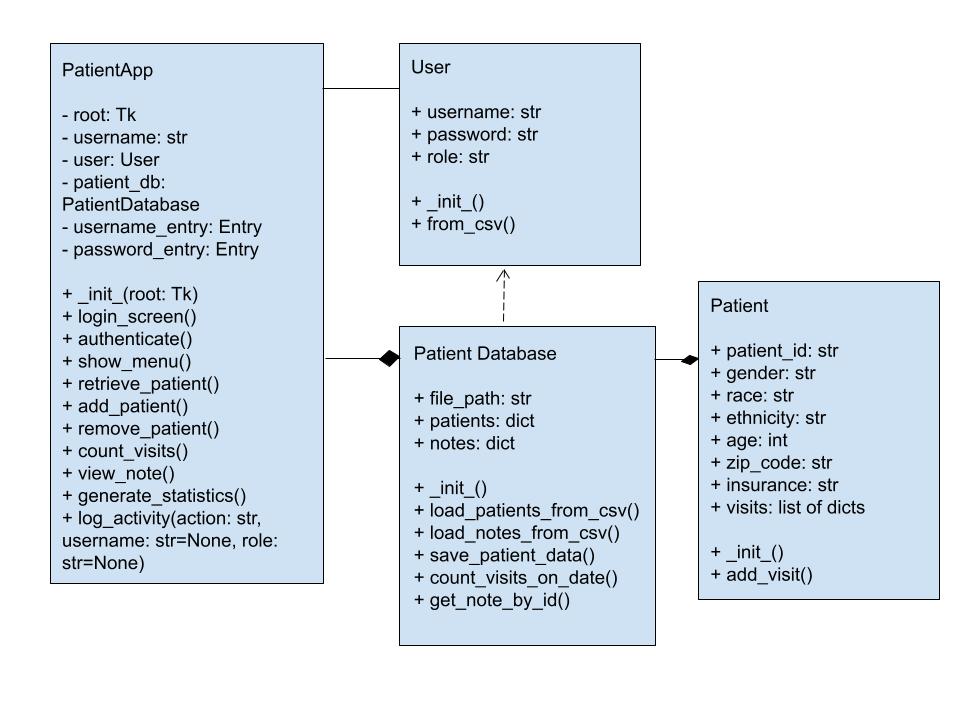 PatientApp
- root: Tk
- username: str
- user: User
- patient_db:
PatientDatabase
- username_entry: Entry
- password_entry: Entry
+ _init_(root: Tk)
+ login_screen()
+ authenticate()
+ show_menu()
+ retrieve_patient()
+ add_patient()
+ remove_patient()
+ count_visits()
+ view_note()
+ generate_statistics()
+ log_activity(action: str,
username: str=None, role:
str=None)
User
+ username: str
+ password: str
+ role: str
+ _init_()
+ from_csv()
Patient Database
+ file_path: str
+ patients: dict
+ notes: dict
+ _init_()
+ load_patients_from_csv()
+ load_notes_from_csv()
+ save_patient_data()
+ count_visits_on_date()
+ get_note_by_id()
Patient
+ patient_id: str
+ gender: str
+ race: str
+ ethnicity: str
+ age: int
+ zip_code: str
+ insurance: str
+ visits: list of dicts
+ _init_()
+ add_visit()